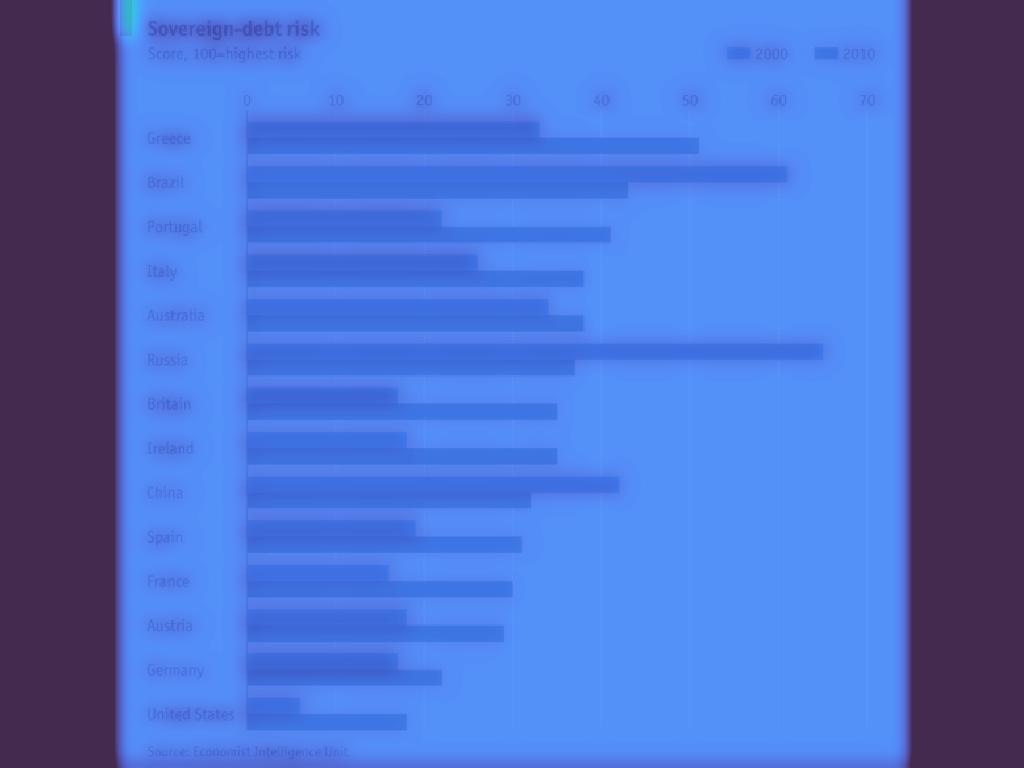 Sovereign-debt risk
Score, 100=highest risk
2000 2010
0 10 20 30 40 50 60 70
Greece
Brazil
Portugal
Italy
Australia
Russia
Britain
Ireland
China
Spain
France
Austria
Germany
United States
Source: Economist Intelligence Unit